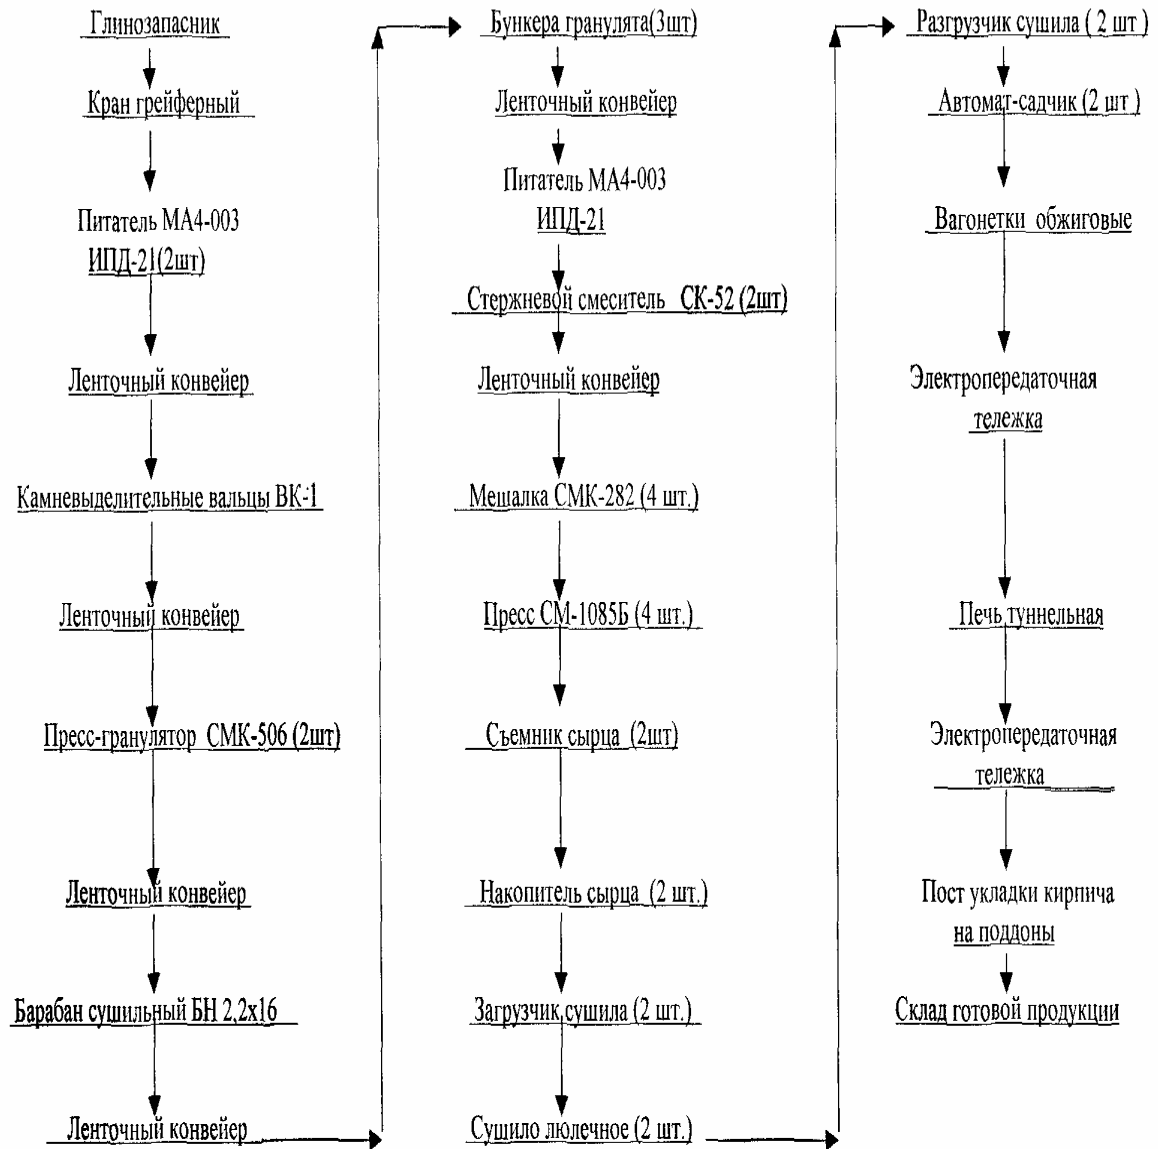 Глинозапасник
Кран грейферный
Питатель МА4-003
ИПД-21(2шт)
Ленточный конвейер
Камневыделительные вальцы ВК-1
Ленточный конвейер
Пресс-гранулятор СМК-506 (2шт)
Ленточный конвейер
Барабан сушильный БН 2,2х16
Ленточный конвейер
Бункера гранулята(3шт)
Ленточный конвейер
Питатель МА4-003
ИПД-21
Стержневой смеситель СК-52 (2шт)
Ленточный конвейер
Мешалка СМК-282 (4 шт.)
Пресс СМ-1085Б (4 шт.)
Съемник сырца (2шт)
Накопитель сырца (2 шт.)
Загрузчик сушила (2 шт.)
Сушило люлечное (2 шт.)
Разгрузчик сушила ( 2 шт )
Автомат-садчик (2 шт )
Вагонетки обжиговые
Электропередаточная
тележка
Печь туннельная
Электропередаточная
тележка
Пост укладки кирпича
на поддоны
Склад готовой продукции